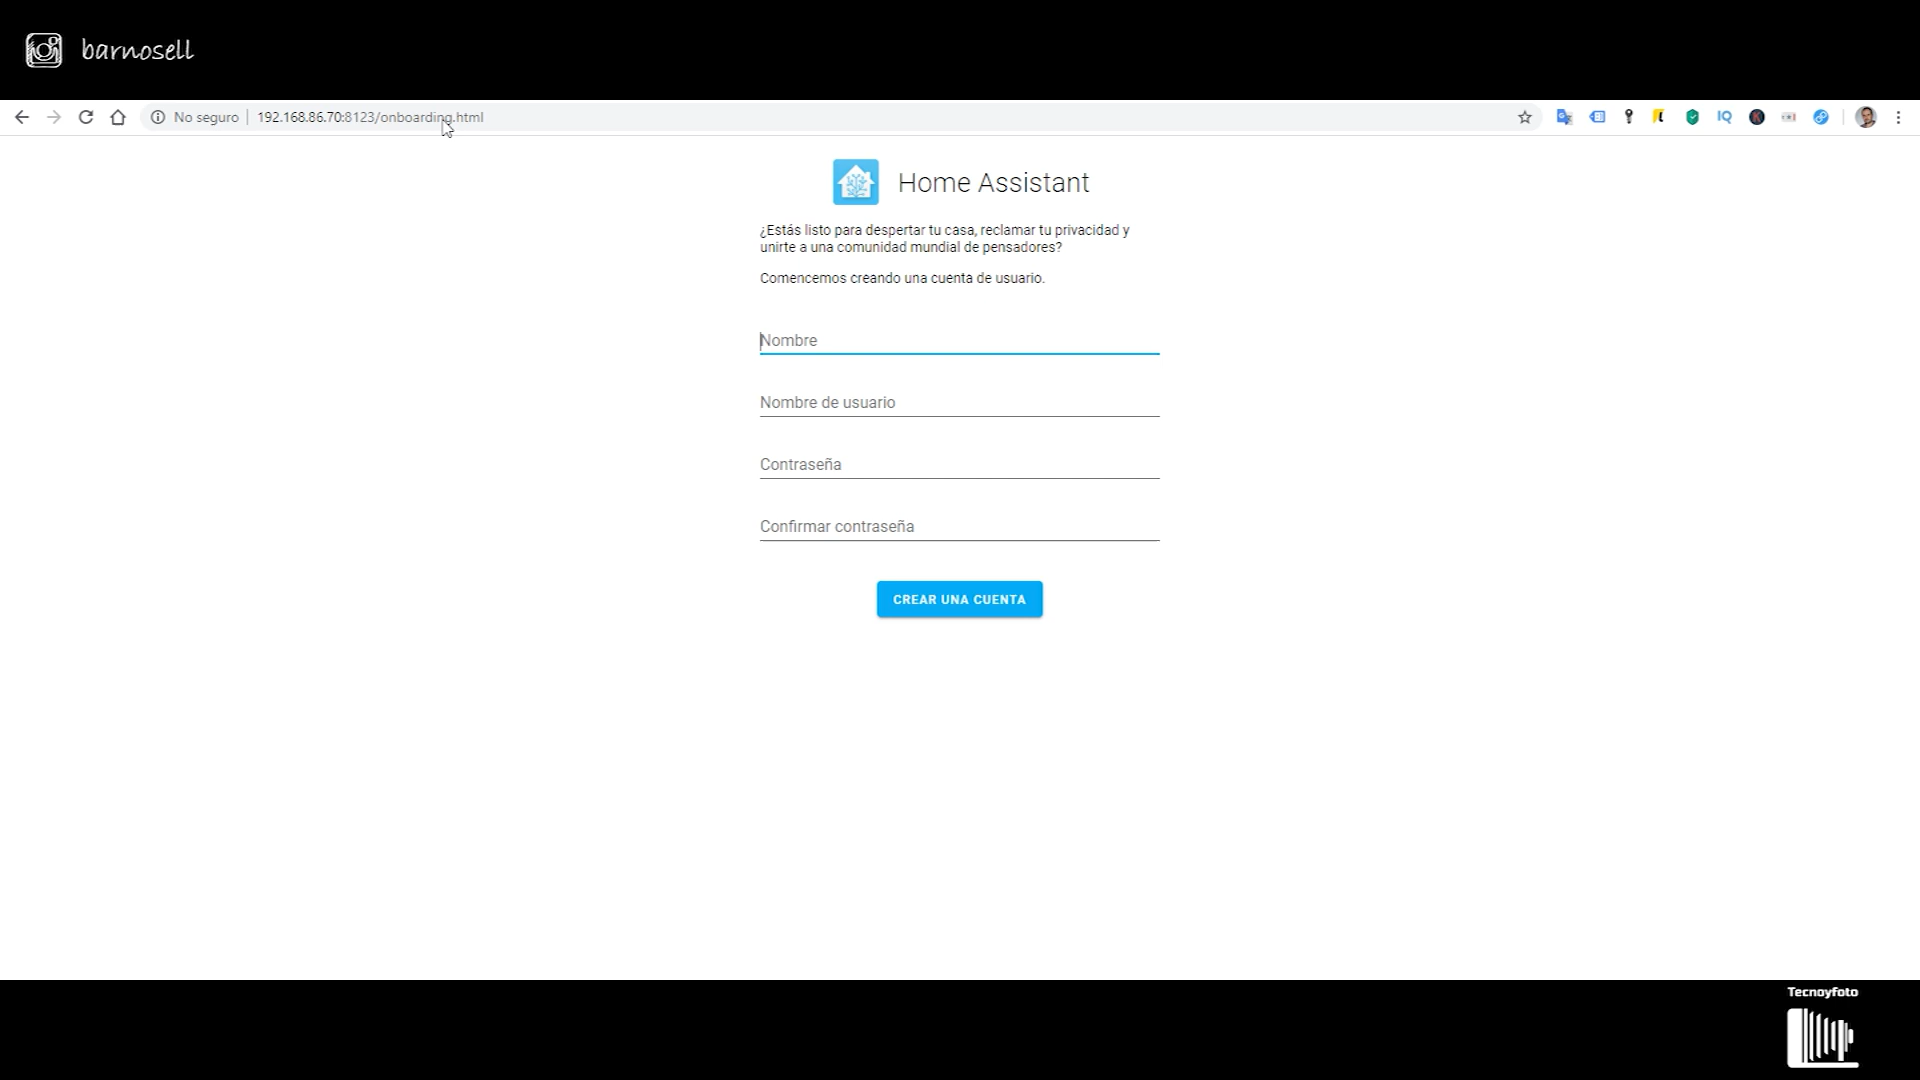 barnosell
No seguro | 192.168.86.70:8123/onboarding.html
IQ
Home Assistant
¿Estás listo para despertar tu casa, reclamar tu privacidad y
unirte a una comunidad mundial de pensadores?
Comencemos creando una cuenta de usuario.
Nombre
Nombre de usuario
Contraseña
Confirmar contraseña
CREAR UNA CUENTA
Tecnoyfoto